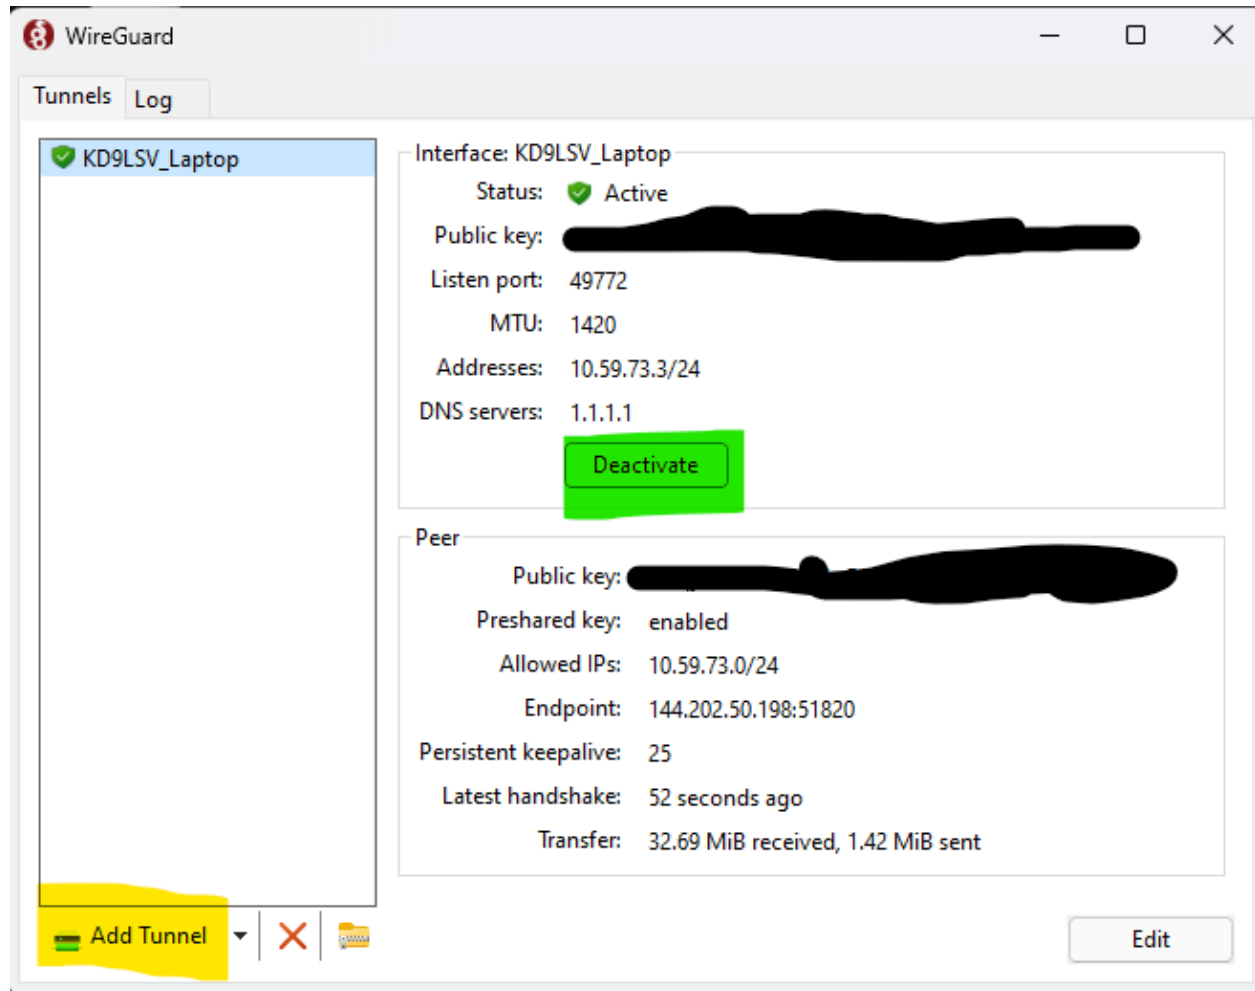 WireGuard
Tunnels Log
KD9LSV_Laptop
Interface: KD9LSV_Laptop
Status: Active
Public key:
Listen port: 49772
MTU: 1420
Addresses: 10.59.73.3/24
DNS servers: 1.1.1.1
Deactivate
Peer
Public key:
Preshared key: enabled
Allowed IPs: 10.59.73.0/24
Endpoint: 144.202.50.198:51820
Persistent keepalive: 25
Latest handshake: 52 seconds ago
Transfer: 32.69 MiB received, 1.42 MiB sent
Add Tunnel
Edit